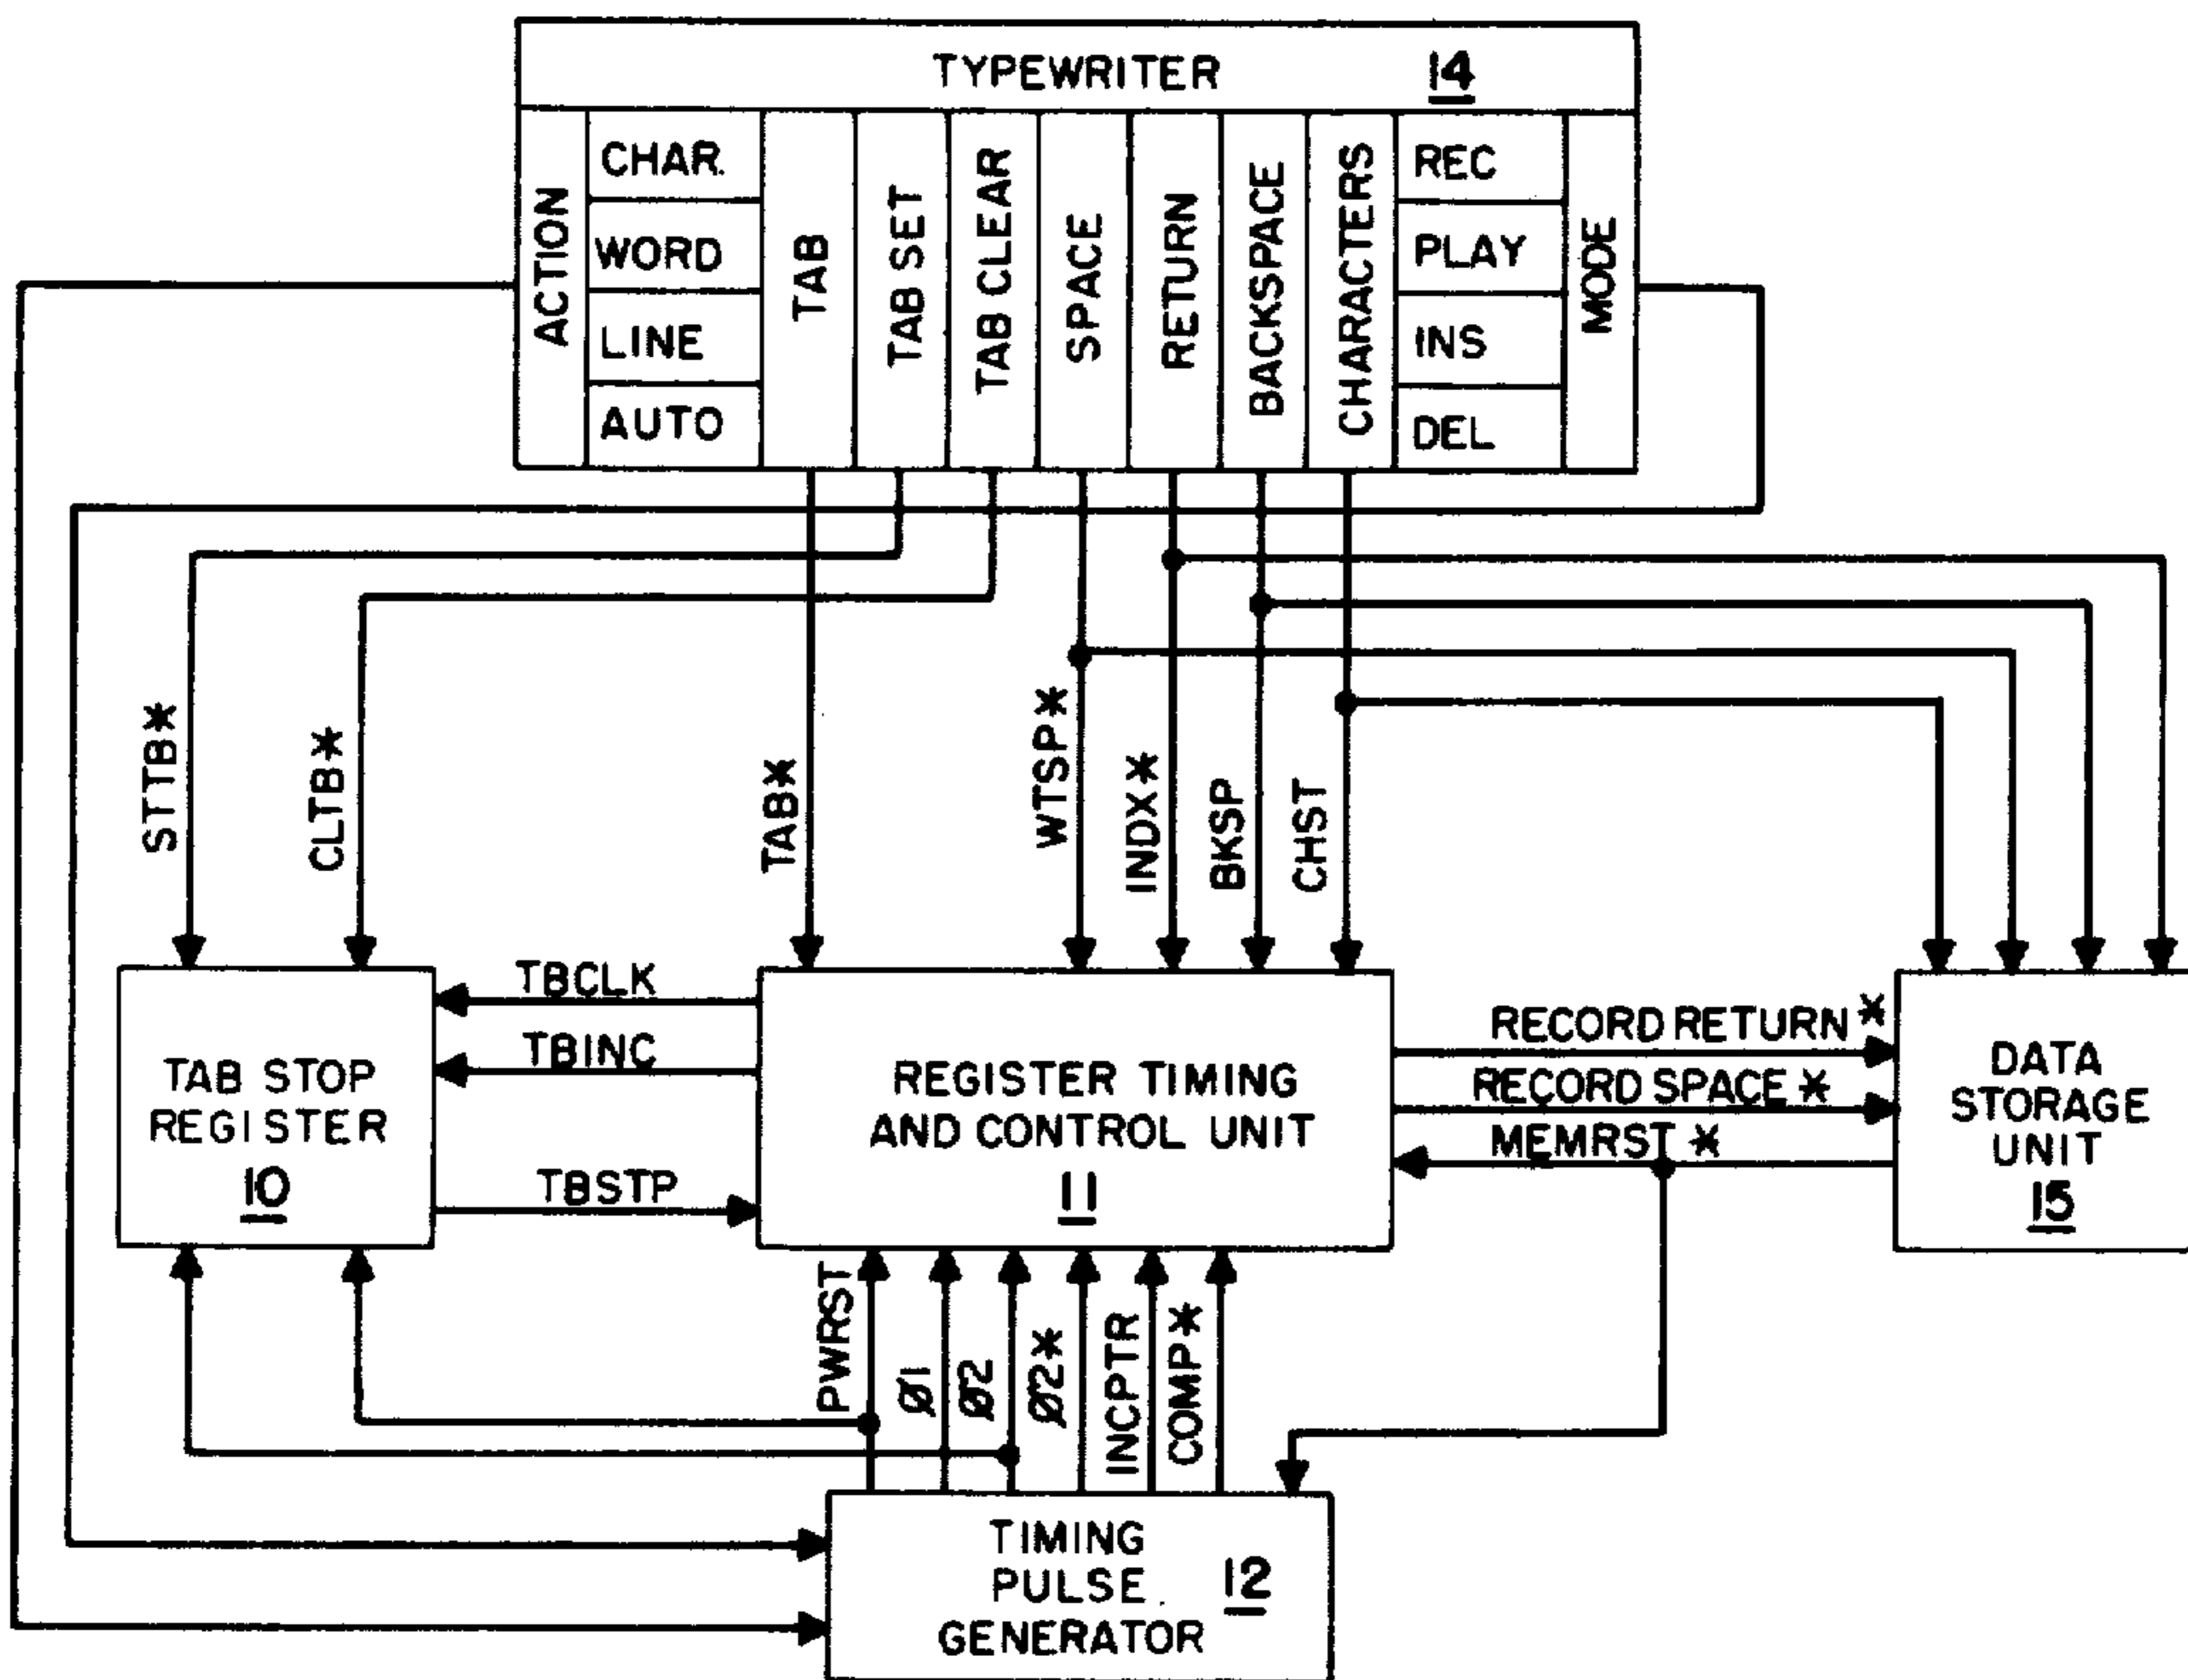 TYPEWRITER 14
ACTION
CHAR.
WORD
LINE
AUTO
TAB
TAB SET
TAB CLEAR
SPACE
RETURN
BACKSPACE
CHARACTERS
REC
PLAY
INS
DEL
MODE
STTB*
CLTB*
TAB*
WTSP*
INDX*
BKSP
CHST
TAB STOP
REGISTER
10
TBCLK
TBINC
TBSTP
REGISTER TIMING
AND CONTROL UNIT
11
RECORD RETURN*
RECORD SPACE*
MEMRST*
DATA
STORAGE
UNIT
15
PWRST
Ø1
Ø2
Ø2*
INCPTR
COMP*
TIMING
PULSE
GENERATOR
12